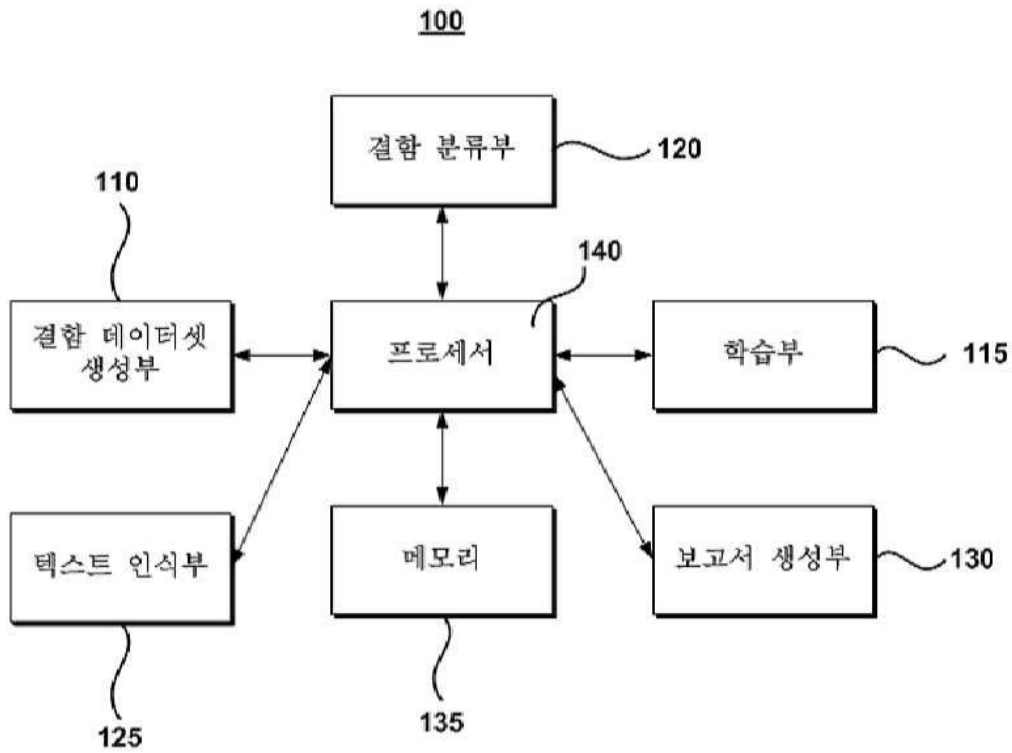 100
결함 분류부
120
110
140
결함 데이터셋
생성부
프로세서
학습부
115
텍스트 인식부
메모리
보고서 생성부
130
125
135